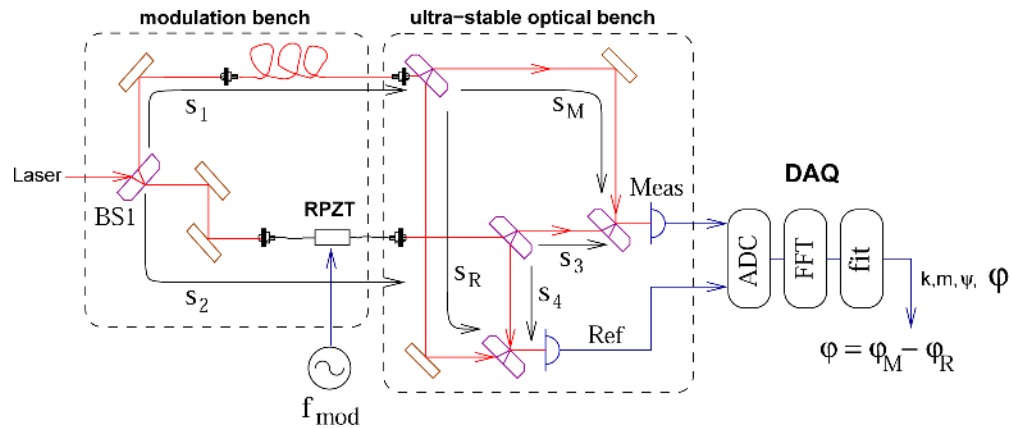 modulation bench
ultra−stable optical bench
s1
sM
Laser
BS1
RPZT
Meas
DAQ
ADC
FFT
fit
s3
sR
s4
s2
Ref
k,m,ψ, φ
fmod
φ = φM − φR